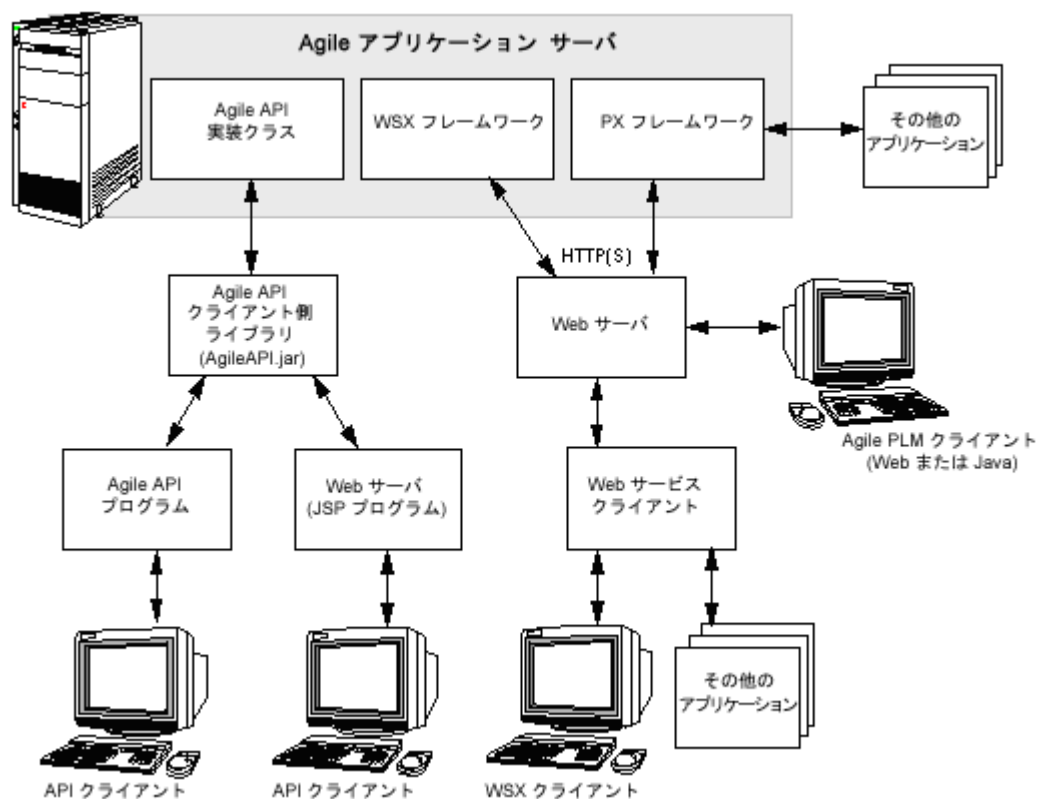 Agile アプリケーション サーバ
Agile API
実装クラス
WSX フレームワーク
PX フレームワーク
その他の
アプリケーション
HTTP(S)
Agile API
クライアント側
ライブラリ
(AgileAPI.jar)
Web サーバ
Agile PLM クライアント
(Web または Java)
Agile API
プログラム
Web サーバ
(JSP プログラム)
Web サービス
クライアント
その他の
アプリケーション
API クライアント
API クライアント
WSX クライアント